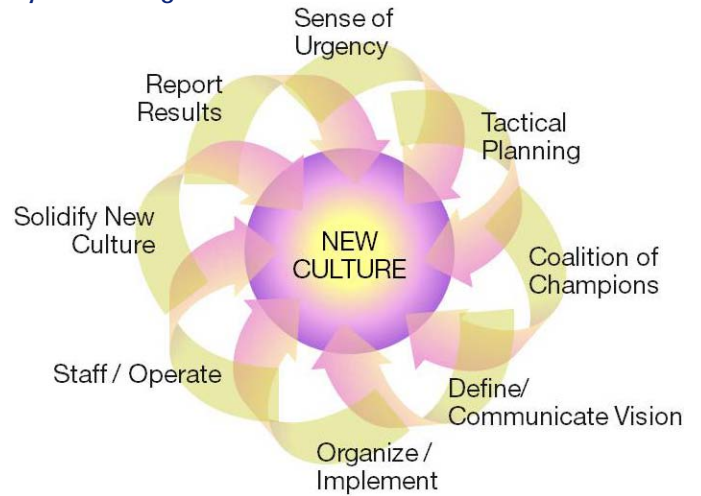 Sense of
Urgency
Tactical
Planning
Coalition of
Champions
Define/
Communicate Vision
Organize /
Implement
Staff / Operate
Solidify New
Culture
Report
Results
NEW
CULTURE